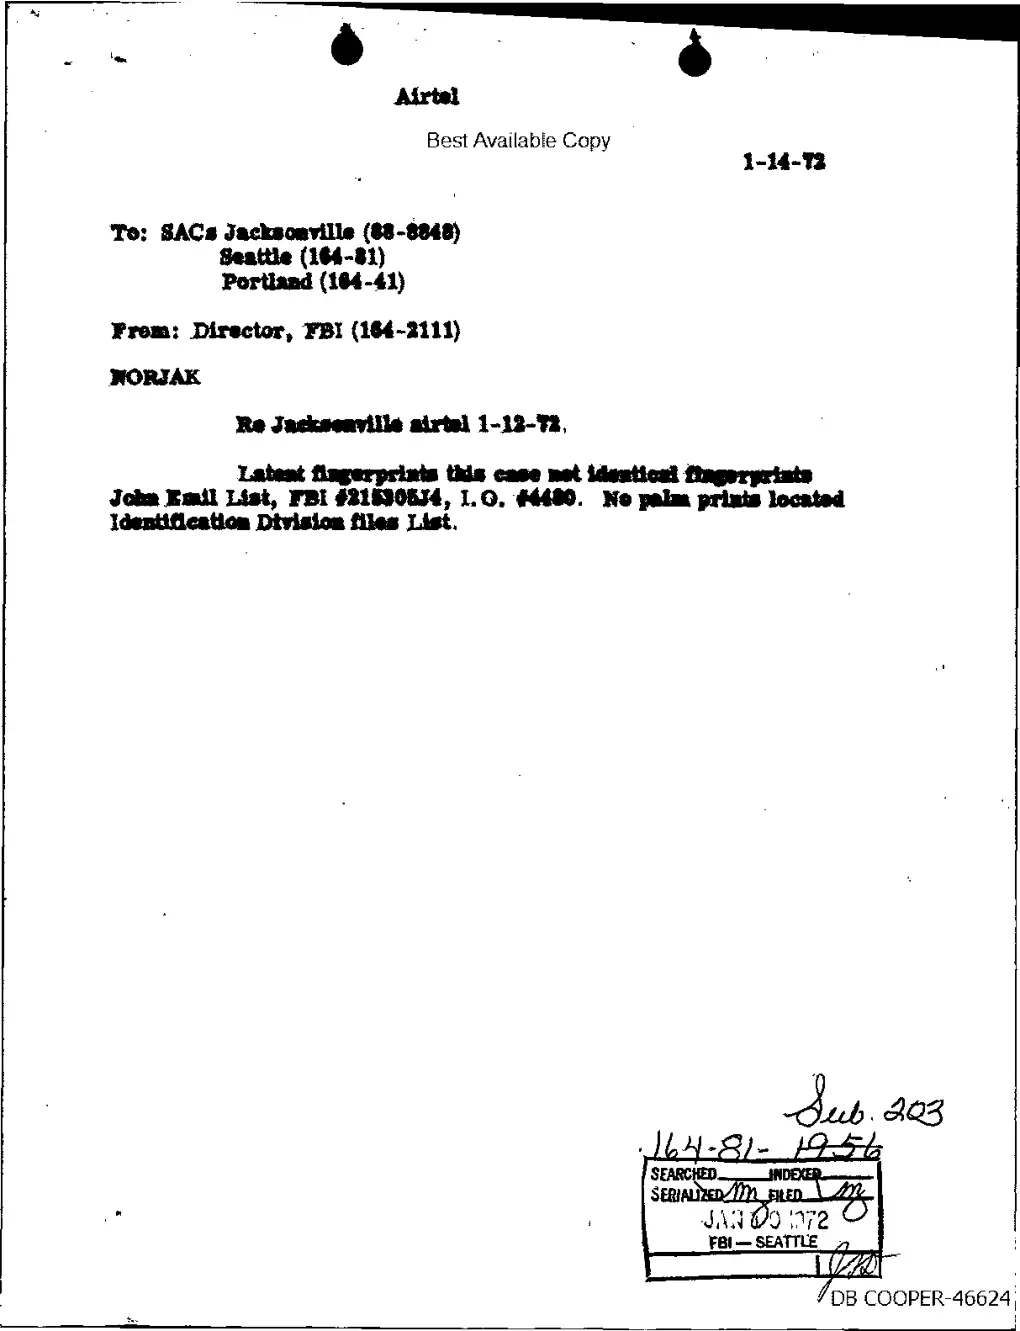 Airtel
Best Available Copy
1-14-72
To: SACs Jacksonville (88-8848)
Seattle (164-81)
Portland (164-41)
From: Director, FBI (164-2111)
NORJAK
Re Jacksonville airtel 1-12-72.
Latent fingerprints this case not identical fingerprints
John Emil List, FBI #215305J4, I.O. #4480. No palm prints located
Identification Division files List.
Sub. 203
164-81- 1956
SEARCHED INDEXED
SERIALIZED FILED
JAN 1972
FBI — SEATTLE
DB COOPER-46624